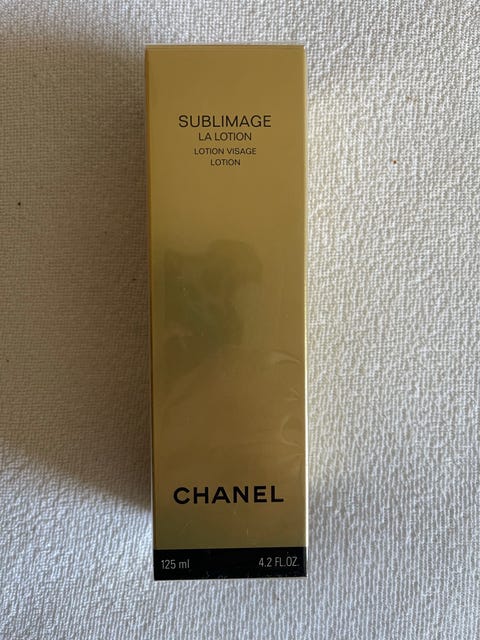 SUBLIMAGE
LA LOTION
LOTION VISAGE
LOTION
CHANEL
125 ml 4.2 FL.OZ.